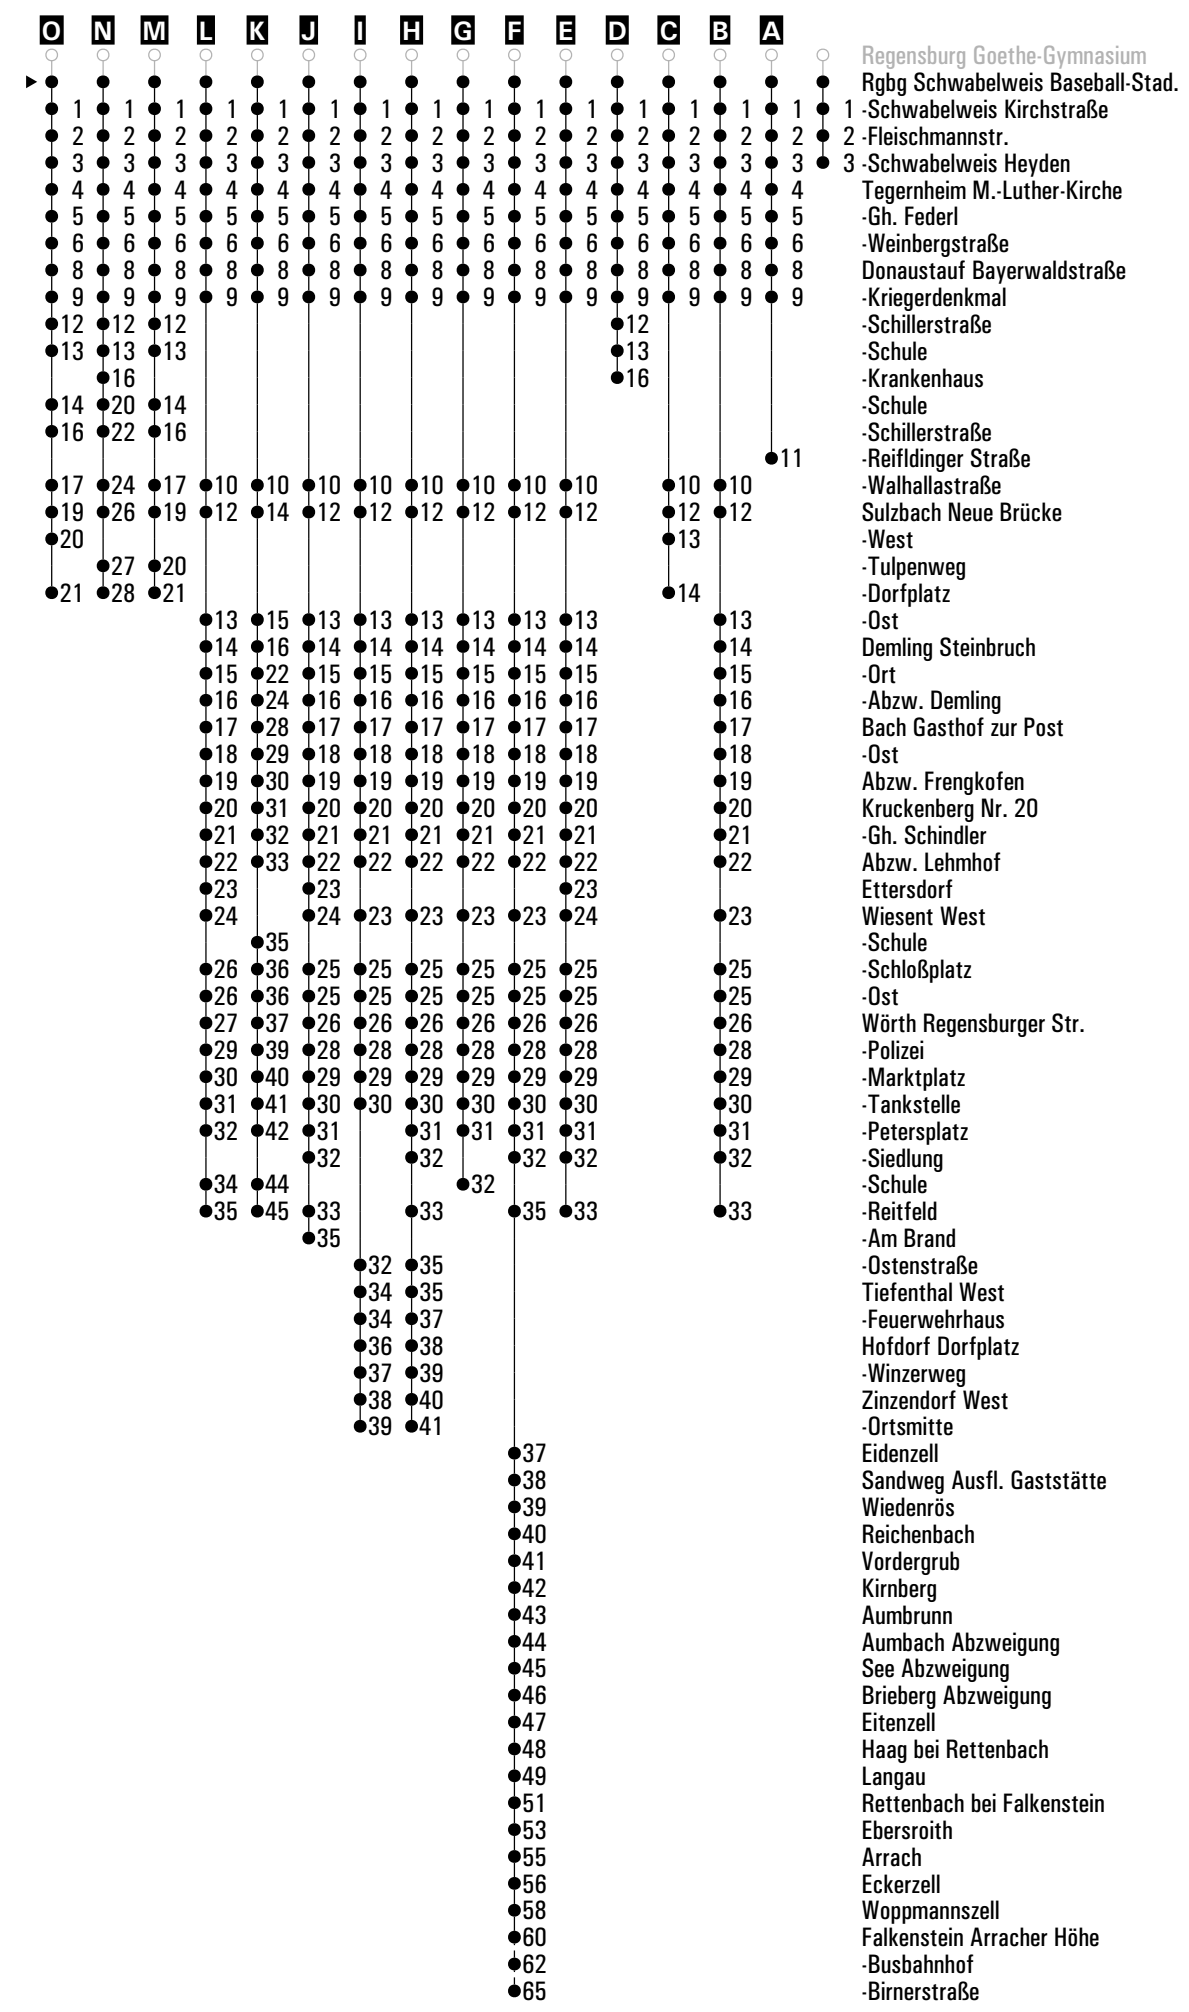 O N M L K J I H G F E D C B A
Regensburg Goethe-Gymnasium
Rgbg Schwabelweis Baseball-Stad.
1 1 1 1 1 1 1 1 1 1 1 1 1 1 1 1 -Schwabelweis Kirchstraße
2 2 2 2 2 2 2 2 2 2 2 2 2 2 2 2 -Fleischmannstr.
3 3 3 3 3 3 3 3 3 3 3 3 3 3 3 3 -Schwabelweis Heyden
4 4 4 4 4 4 4 4 4 4 4 4 4 4 4 Tegernheim M.-Luther-Kirche
5 5 5 5 5 5 5 5 5 5 5 5 5 5 5 -Gh. Federl
6 6 6 6 6 6 6 6 6 6 6 6 6 6 6 -Weinbergstraße
8 8 8 8 8 8 8 8 8 8 8 8 8 8 8 Donaustauf Bayerwaldstraße
9 9 9 9 9 9 9 9 9 9 9 9 9 9 9 -Kriegerdenkmal
12 12 12 12 -Schillerstraße
13 13 13 13 -Schule
16 16 -Krankenhaus
14 20 14 -Schule
16 22 16 -Schillerstraße
11 -Reifldinger Straße
17 24 17 10 10 10 10 10 10 10 10 10 10 -Walhallastraße
19 26 19 12 14 12 12 12 12 12 12 12 12 Sulzbach Neue Brücke
20 13 -West
27 20 -Tulpenweg
21 28 21 14 -Dorfplatz
13 15 13 13 13 13 13 13 13 -Ost
14 16 14 14 14 14 14 14 14 Demling Steinbruch
15 22 15 15 15 15 15 15 15 -Ort
16 24 16 16 16 16 16 16 16 -Abzw. Demling
17 28 17 17 17 17 17 17 17 Bach Gasthof zur Post
18 29 18 18 18 18 18 18 18 -Ost
19 30 19 19 19 19 19 19 19 Abzw. Frengkofen
20 31 20 20 20 20 20 20 20 Kruckenberg Nr. 20
21 32 21 21 21 21 21 21 21 -Gh. Schindler
22 33 22 22 22 22 22 22 22 Abzw. Lehmhof
23 23 23 Ettersdorf
24 24 23 23 23 23 24 23 Wiesent West
35 -Schule
26 36 25 25 25 25 25 25 25 -Schloßplatz
26 36 25 25 25 25 25 25 25 -Ost
27 37 26 26 26 26 26 26 26 Wörth Regensburger Str.
29 39 28 28 28 28 28 28 28 -Polizei
30 40 29 29 29 29 29 29 29 -Marktplatz
31 41 30 30 30 30 30 30 30 -Tankstelle
32 42 31 31 31 31 31 31 -Petersplatz
32 32 32 32 32 -Siedlung
34 44 32 -Schule
35 45 33 33 35 33 33 -Reitfeld
35 -Am Brand
32 35 -Ostenstraße
34 35 Tiefenthal West
34 37 -Feuerwehrhaus
36 38 Hofdorf Dorfplatz
37 39 -Winzerweg
38 40 Zinzendorf West
39 41 -Ortsmitte
37 Eidenzell
38 Sandweg Ausfl. Gaststätte
39 Wiedenrös
40 Reichenbach
41 Vordergrub
42 Kirnberg
43 Aumbrunn
44 Aumbach Abzweigung
45 See Abzweigung
46 Brieberg Abzweigung
47 Eitenzell
48 Haag bei Rettenbach
49 Langau
51 Rettenbach bei Falkenstein
53 Ebersroith
55 Arrach
56 Eckerzell
58 Woppmannszell
60 Falkenstein Arracher Höhe
62 -Busbahnhof
65 -Birnerstraße